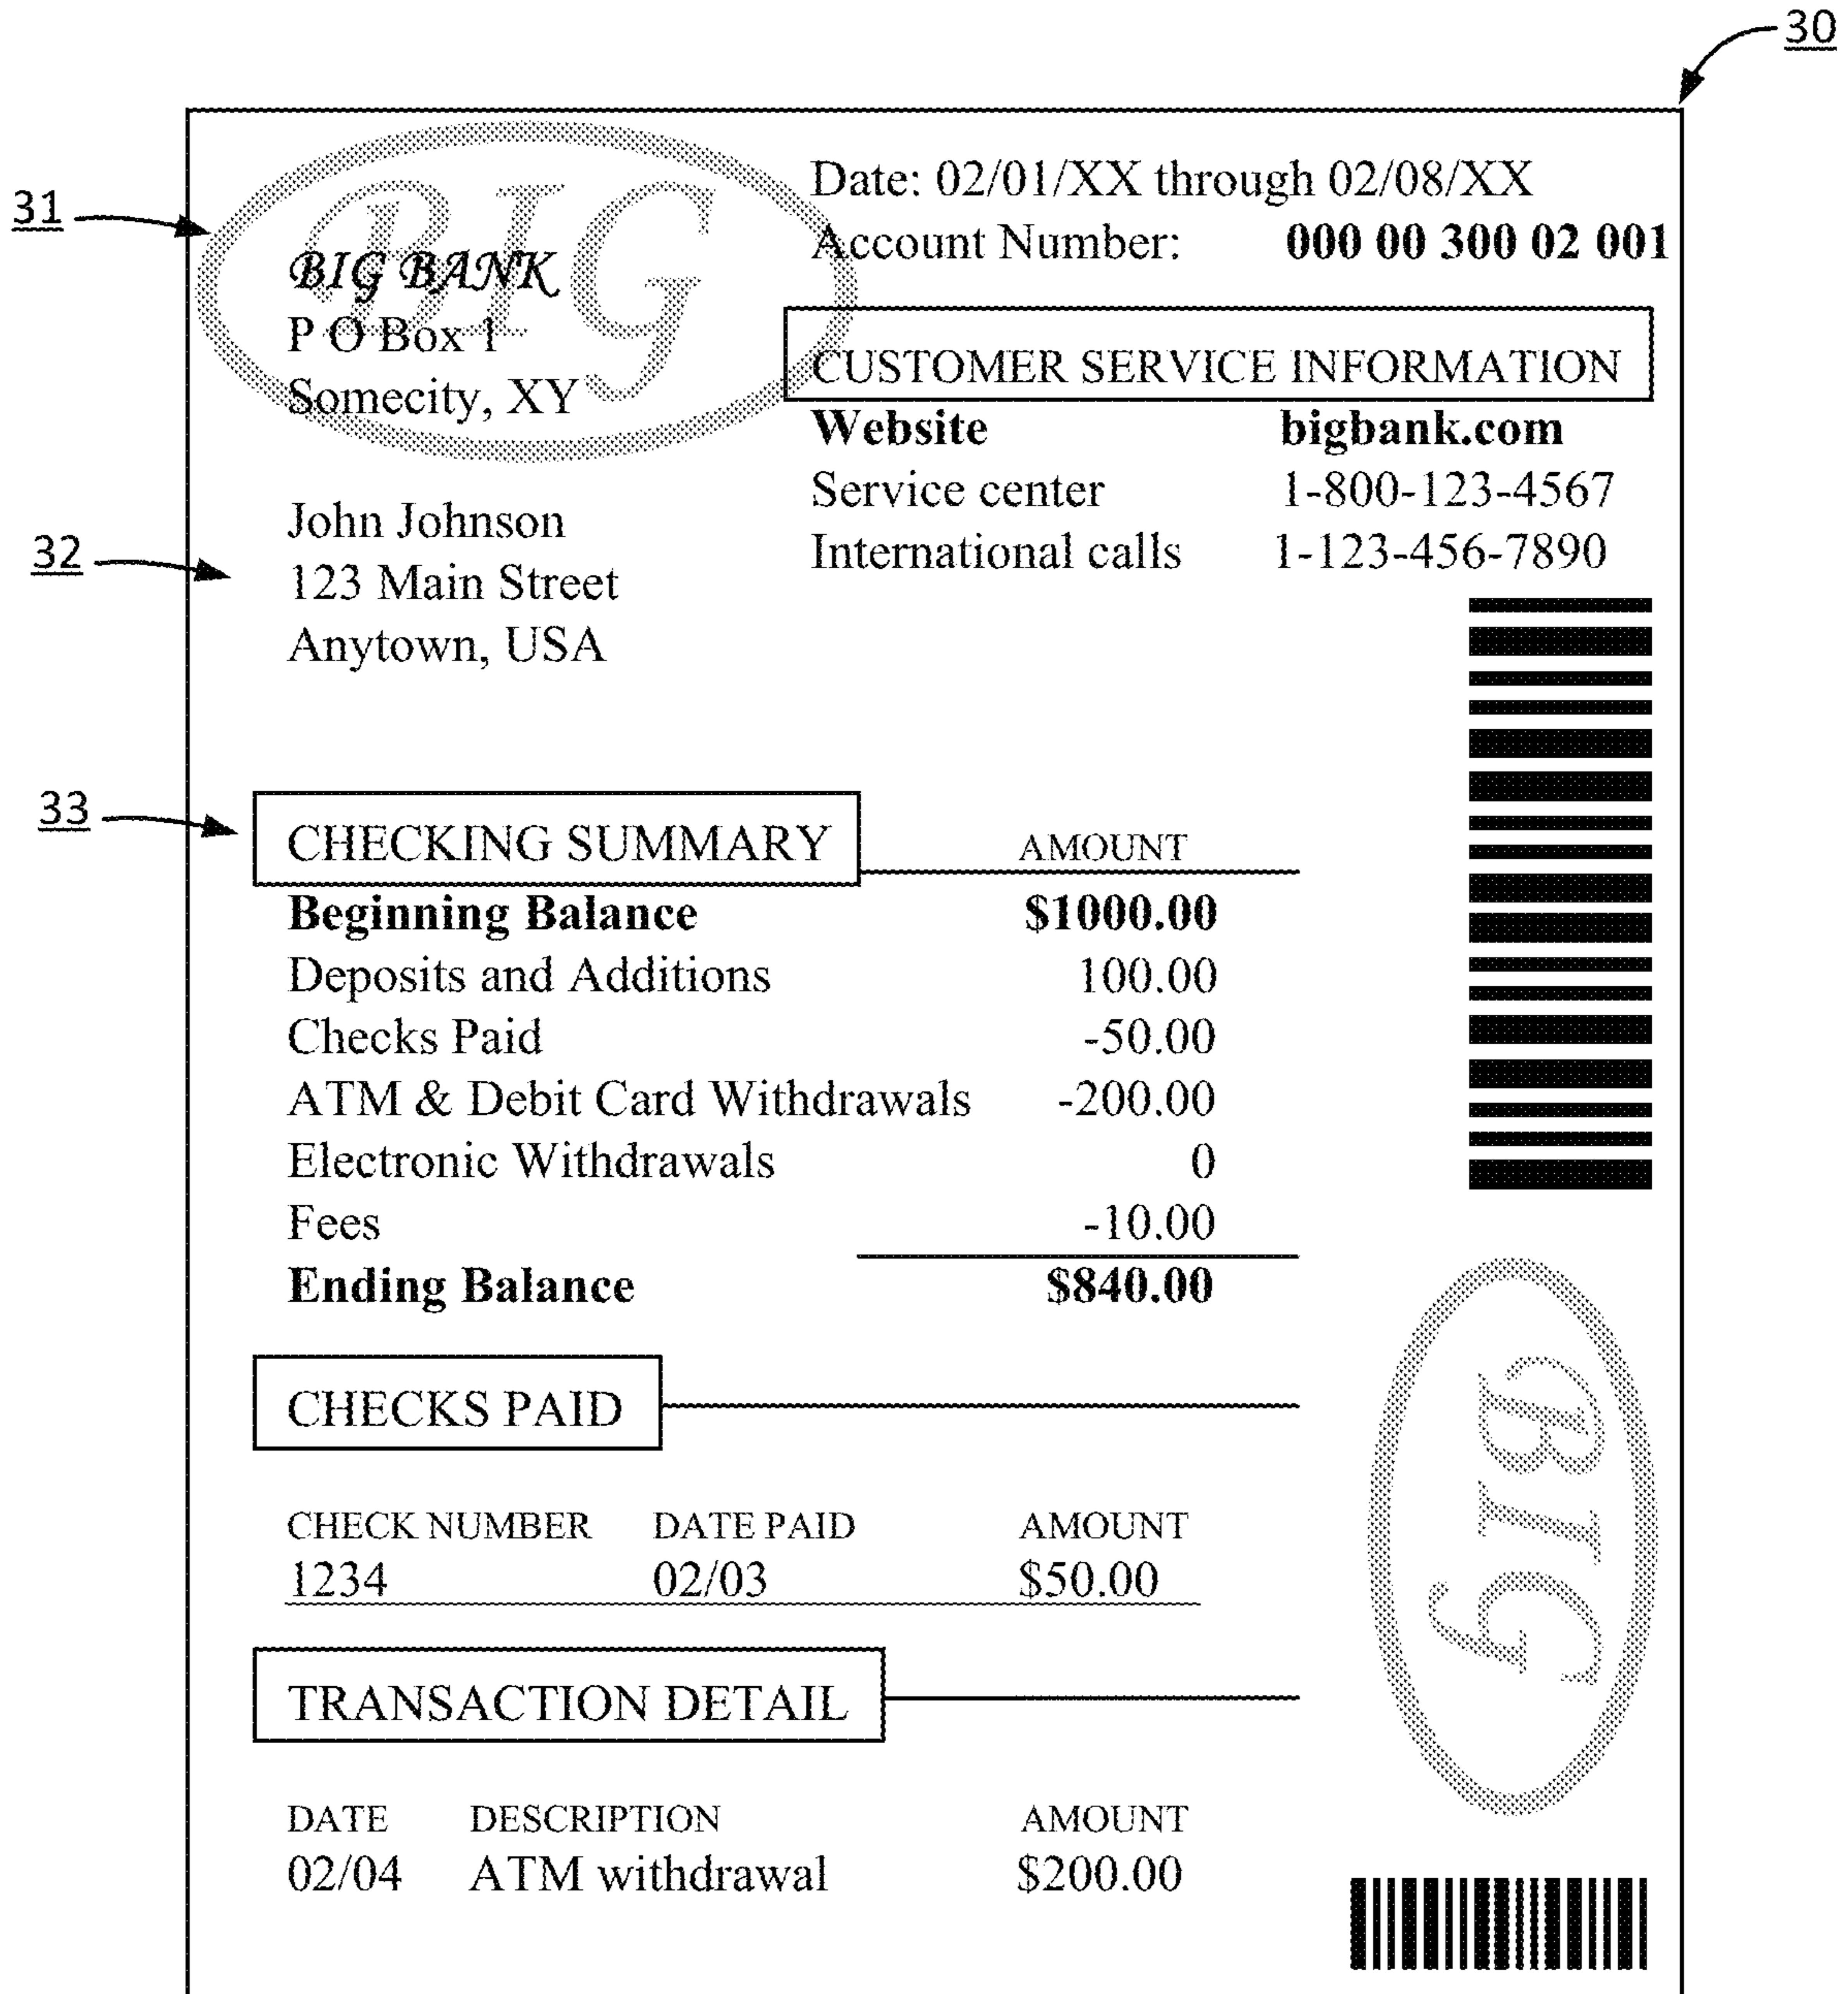 30
31
BIG
BIG BANK
P O Box 1
Somecity, XY
Date: 02/01/XX through 02/08/XX
Account Number: 000 00 300 02 001
CUSTOMER SERVICE INFORMATION
Website bigbank.com
Service center 1-800-123-4567
International calls 1-123-456-7890
32
John Johnson
123 Main Street
Anytown, USA
33
CHECKING SUMMARY AMOUNT
Beginning Balance $1000.00
Deposits and Additions 100.00
Checks Paid -50.00
ATM & Debit Card Withdrawals -200.00
Electronic Withdrawals 0
Fees -10.00
Ending Balance $840.00
CHECKS PAID
CHECK NUMBER DATE PAID AMOUNT
1234 02/03 $50.00
TRANSACTION DETAIL
DATE DESCRIPTION AMOUNT
02/04 ATM withdrawal $200.00
BIG